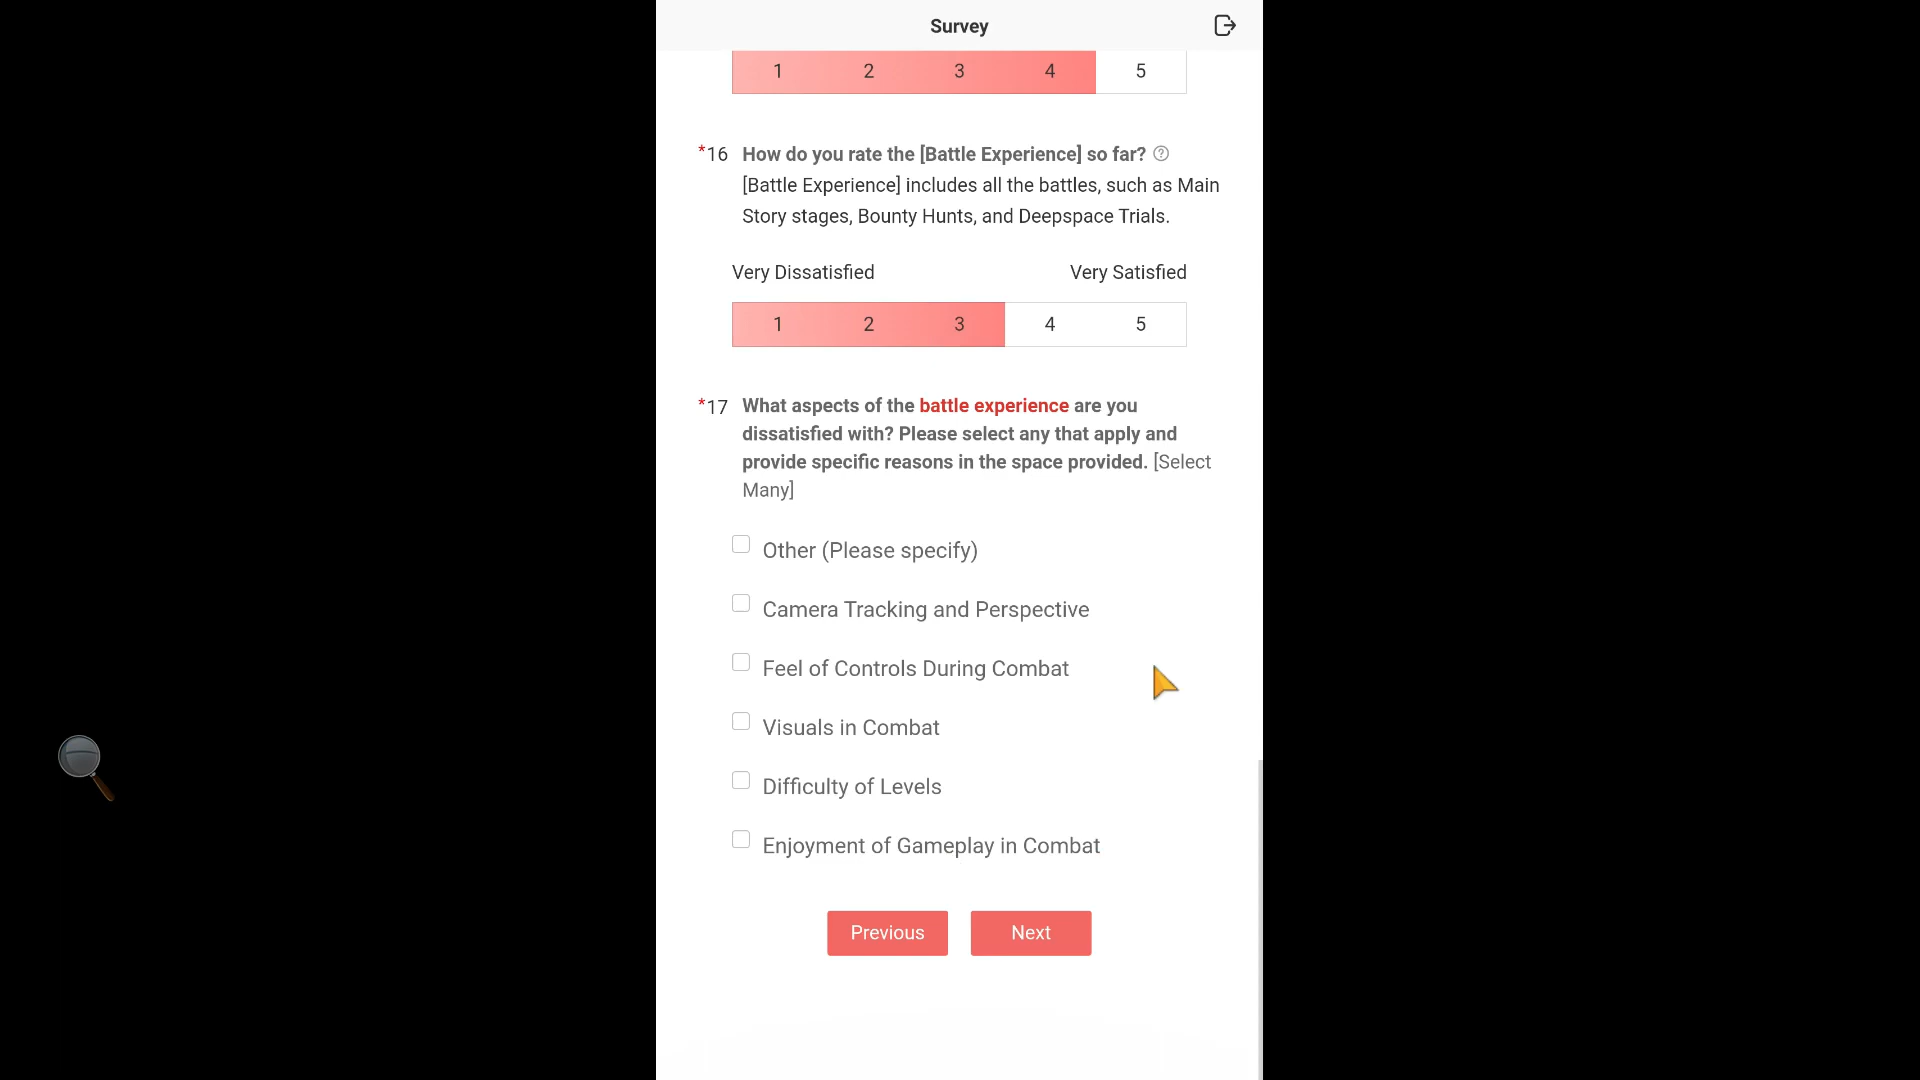 Survey
1 2 3 4 5
*16 How do you rate the [Battle Experience] so far?
[Battle Experience] includes all the battles, such as Main
Story stages, Bounty Hunts, and Deepspace Trials.
Very Dissatisfied Very Satisfied
1 2 3 4 5
*17 What aspects of the battle experience are you
dissatisfied with? Please select any that apply and
provide specific reasons in the space provided. [Select
Many]
Other (Please specify)
Camera Tracking and Perspective
Feel of Controls During Combat
Visuals in Combat
Difficulty of Levels
Enjoyment of Gameplay in Combat
Previous Next